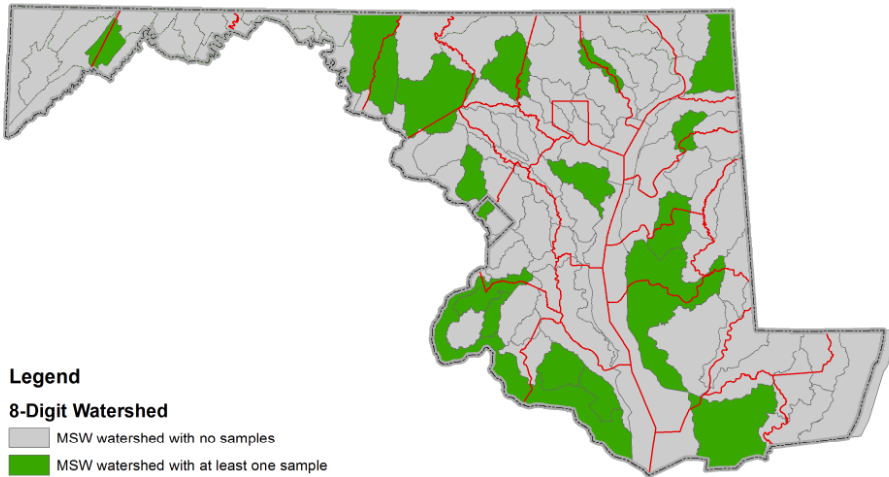 Legend
8-Digit Watershed
MSW watershed with no samples
MSW watershed with at least one sample